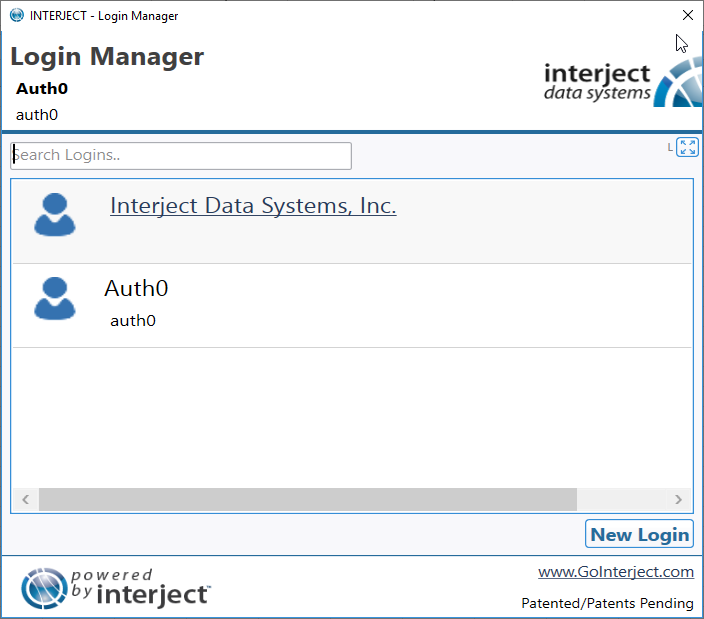 INTERJECT - Login Manager
Login Manager
Auth0
auth0
interject
data systems
Search Logins..
L
Interject Data Systems, Inc.
Auth0
auth0
New Login
powered
by interject™
www.GoInterject.com
Patented/Patents Pending